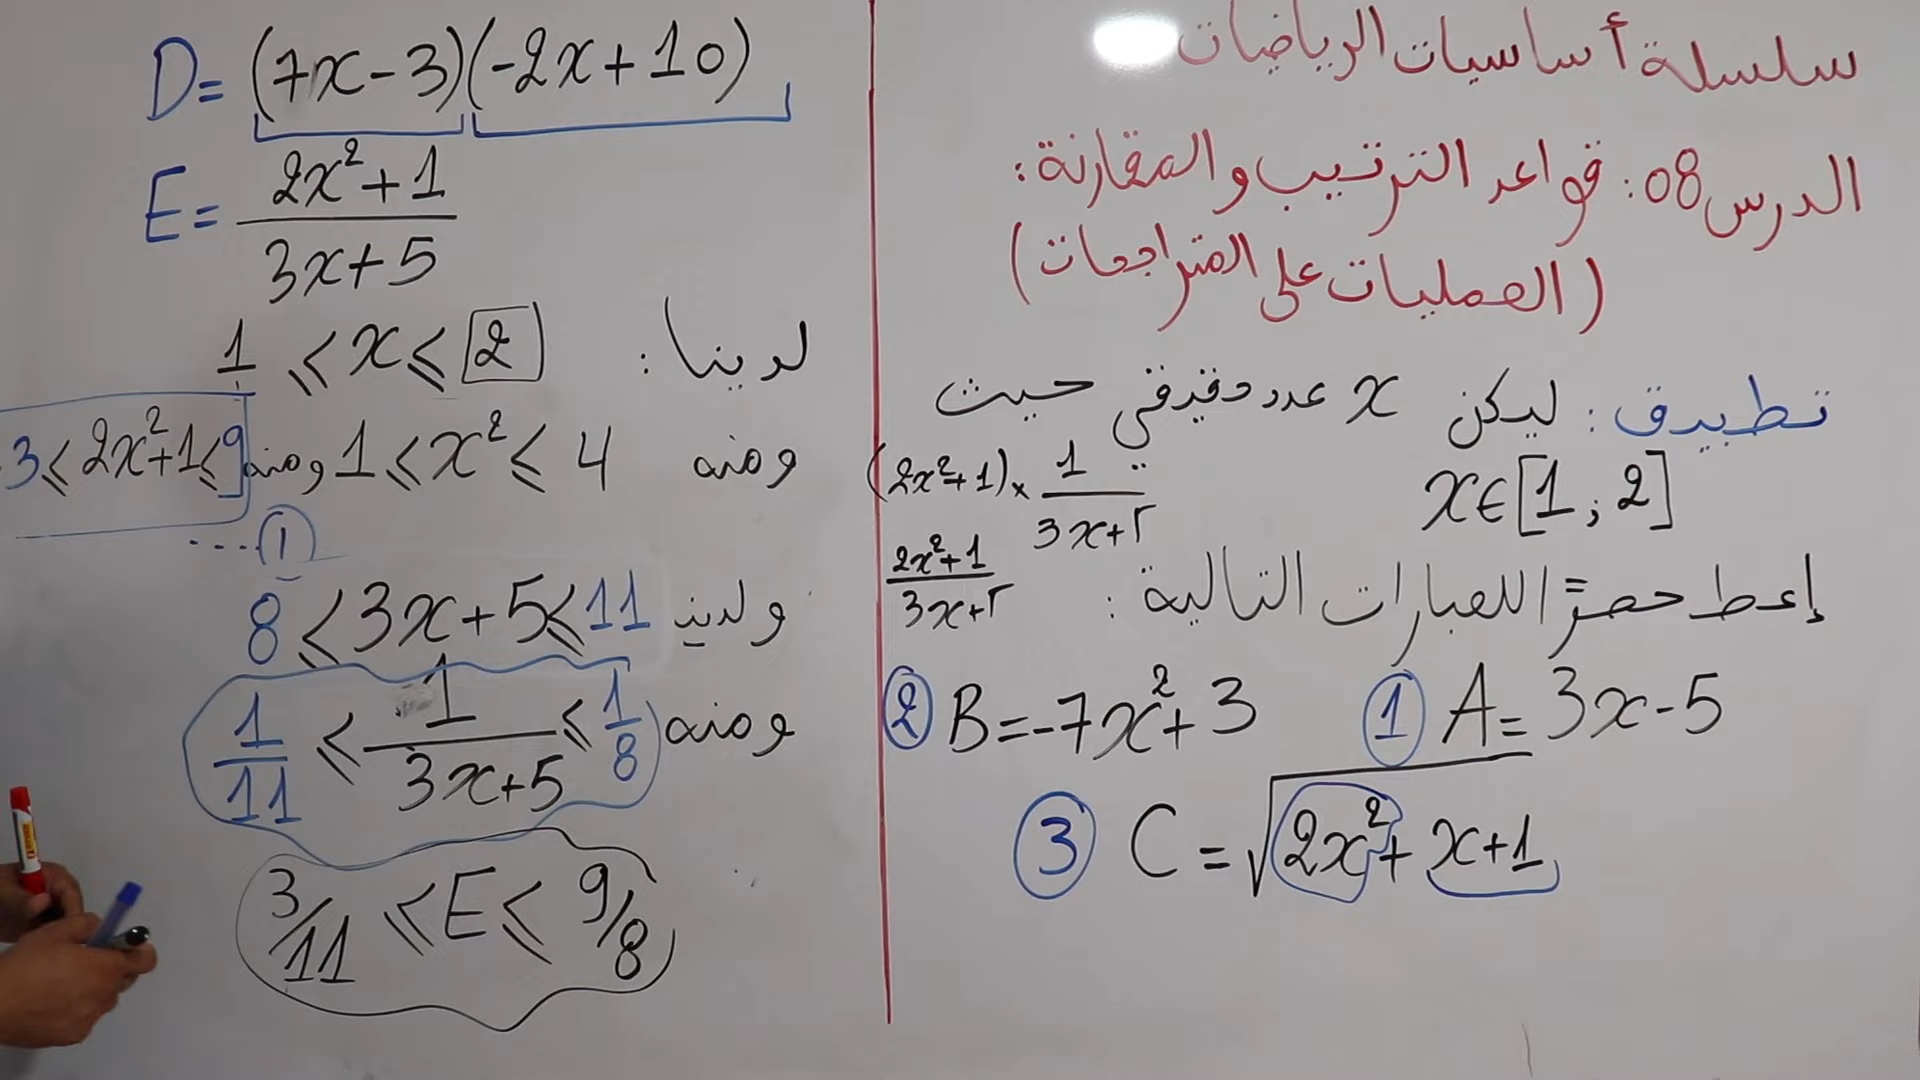 سلسلة أساسيات الرياضيات
الدرس 08: قواعد الترتيب والمقارنة:
(العمليات على المتراجحات)
تطبيق: ليكن x عدد حقيقي حيث
x∈[1 ; 2]
إعط حصرًا للعبارات التالية:
① A = 3x-5
② B = -7x²+3
③ C = √(2x²+x+1)
(2x²+1)× 1/(3x+5)
(2x²+1)/(3x+5)
D = (7x-3)(-2x+10)
E = (2x²+1)/(3x+5)
لدينا: 1 ≤ x ≤ 2
ومنه 1 ≤ x² ≤ 4 ومنه 3 ≤ 2x²+1 ≤ 9
....①
ولدينا 8 ≤ 3x+5 ≤ 11
ومنه 1/11 ≤ 1/(3x+5) ≤ 1/8
3/11 ≤ E ≤ 9/8